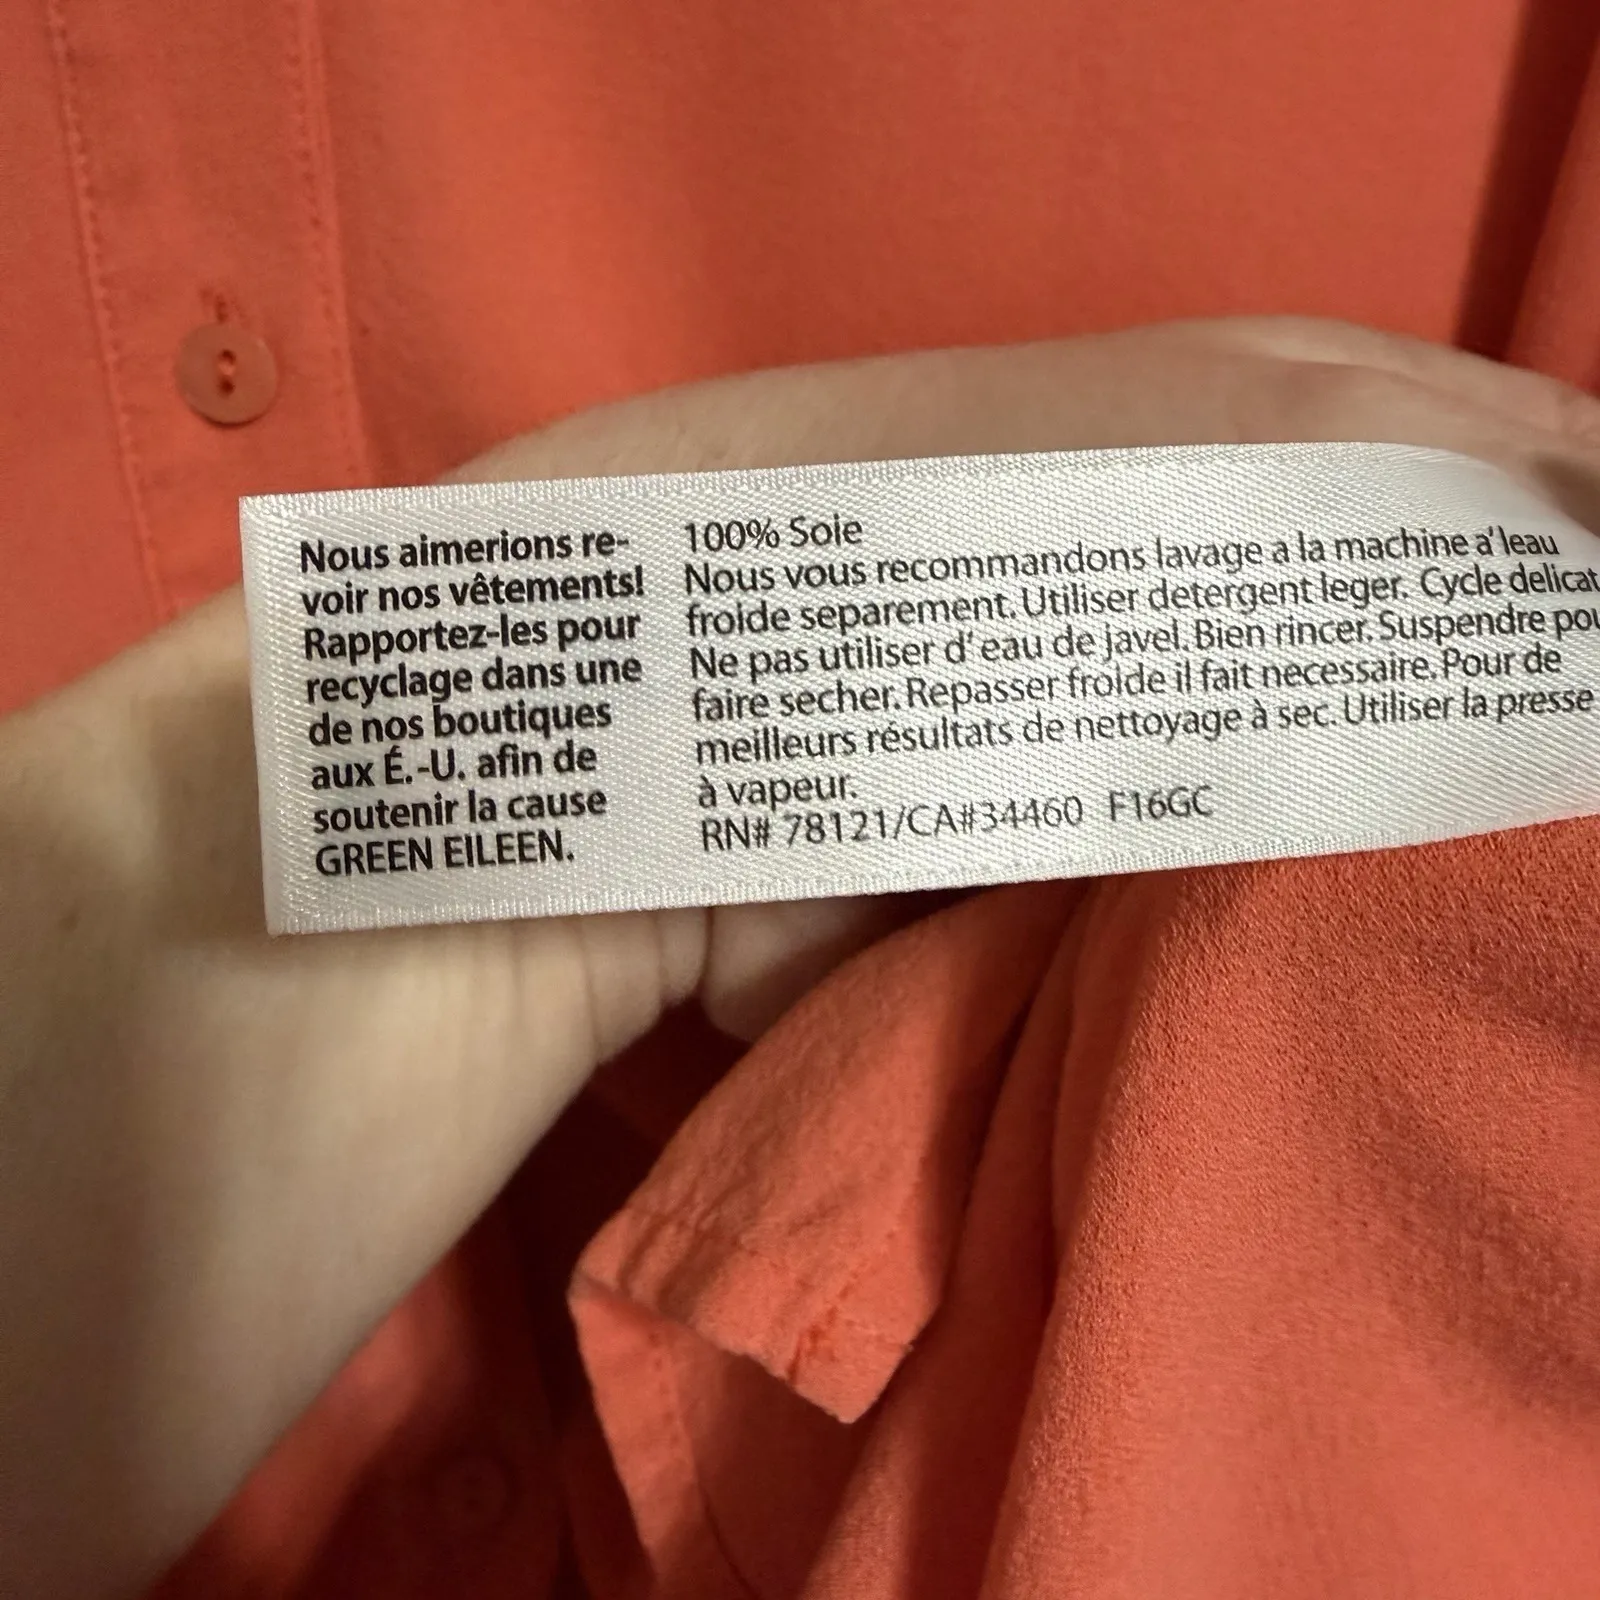 Nous aimerions re-
voir nos vêtements!
Rapportez-les pour
recyclage dans une
de nos boutiques
aux É.-U. afin de
soutenir la cause
GREEN EILEEN.
100% Soie
Nous vous recommandons lavage a la machine a'leau
froide separement. Utiliser detergent leger. Cycle delicat
Ne pas utiliser d'eau de javel. Bien rincer. Suspendre
faire secher. Repasser froide il fait necessaire. Pour de
meilleurs résultats de nettoyage à sec. Utiliser la presse
à vapeur.
RN# 78121/CA#34460 F16GC